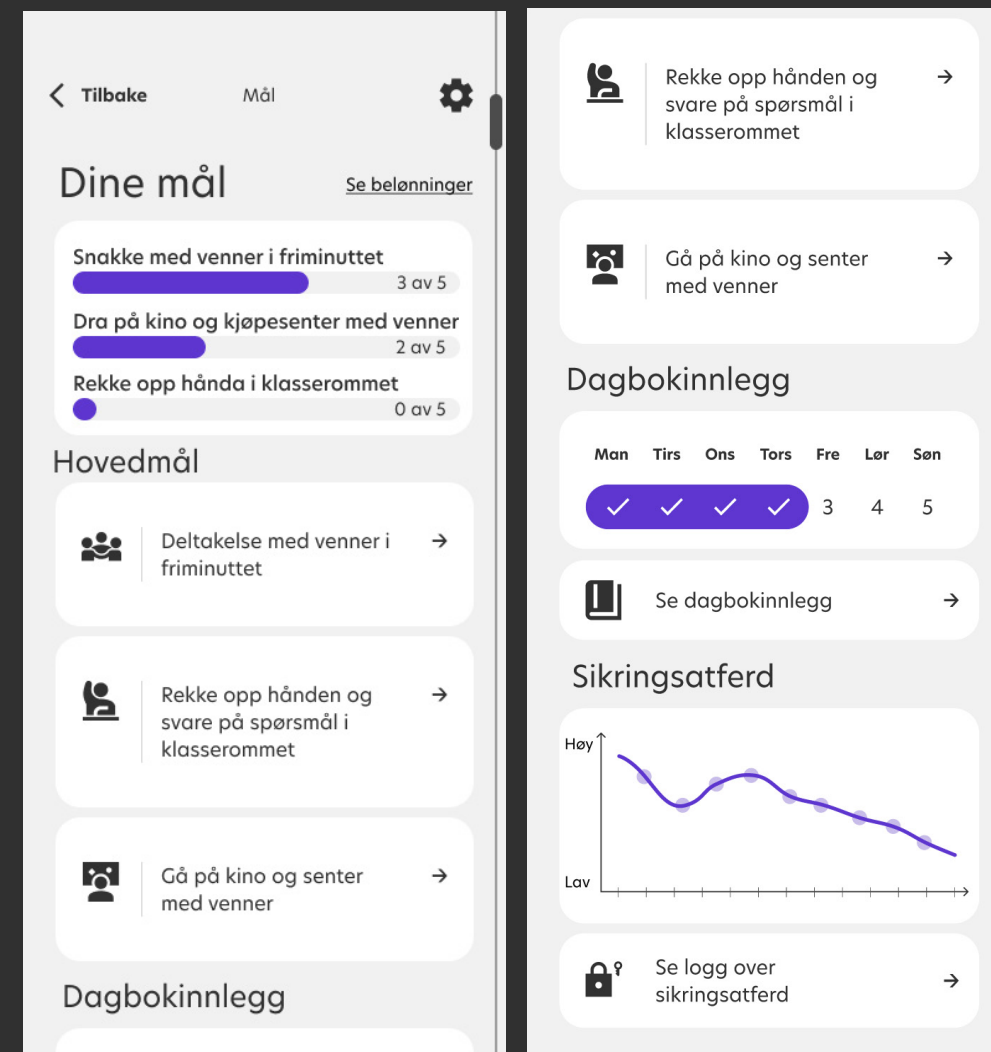 Tilbake
Mål
Dine mål
Se belønninger
Snakke med venner i friminuttet
3 av 5
Dra på kino og kjøpesenter med venner
2 av 5
Rekke opp hånda i klasserommet
0 av 5
Hovedmål
Deltakelse med venner i
friminuttet
Rekke opp hånden og
svare på spørsmål i
klasserommet
Gå på kino og senter
med venner
Dagbokinnlegg
Rekke opp hånden og
svare på spørsmål i
klasserommet
Gå på kino og senter
med venner
Dagbokinnlegg
Man Tirs Ons Tors Fre Lør Søn
3 4 5
Se dagbokinnlegg
Sikringsatferd
Høy
Lav
Se logg over
sikringsatferd